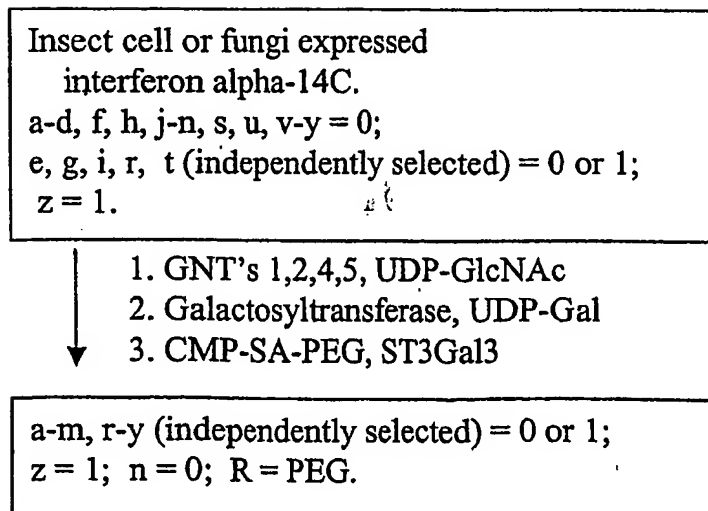 Insect cell or fungi expressed
interferon alpha-14C.
a-d, f, h, j-n, s, u, v-y = 0;
e, g, i, r, t (independently selected) = 0 or 1;
z = 1.
1. GNT's 1,2,4,5, UDP-GlcNAc
2. Galactosyltransferase, UDP-Gal
3. CMP-SA-PEG, ST3Gal3
a-m, r-y (independently selected) = 0 or 1;
z = 1; n = 0; R = PEG.